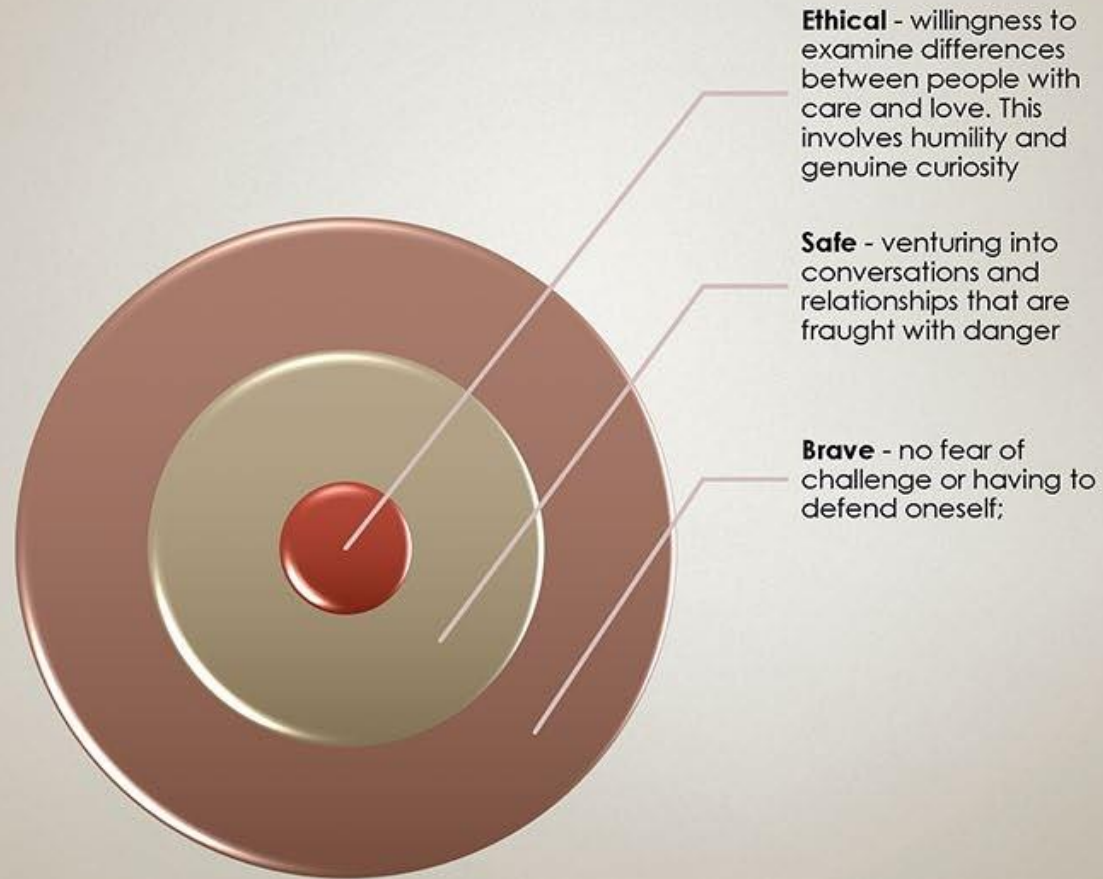 Ethical - willingness to
examine differences
between people with
care and love. This
involves humility and
genuine curiosity
Safe - venturing into
conversations and
relationships that are
fraught with danger
Brave - no fear of
challenge or having to
defend oneself;